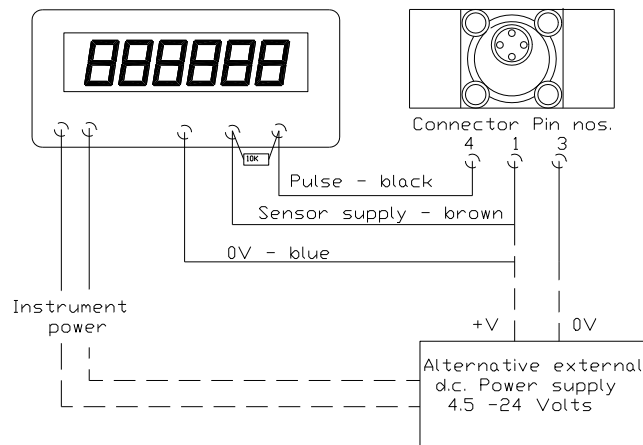 888888
10K
Connector Pin nos.
4 1 3
Pulse - black
Sensor supply - brown
0V - blue
Instrument
power
+V 0V
Alternative external
d.c. Power supply
4.5 -24 Volts